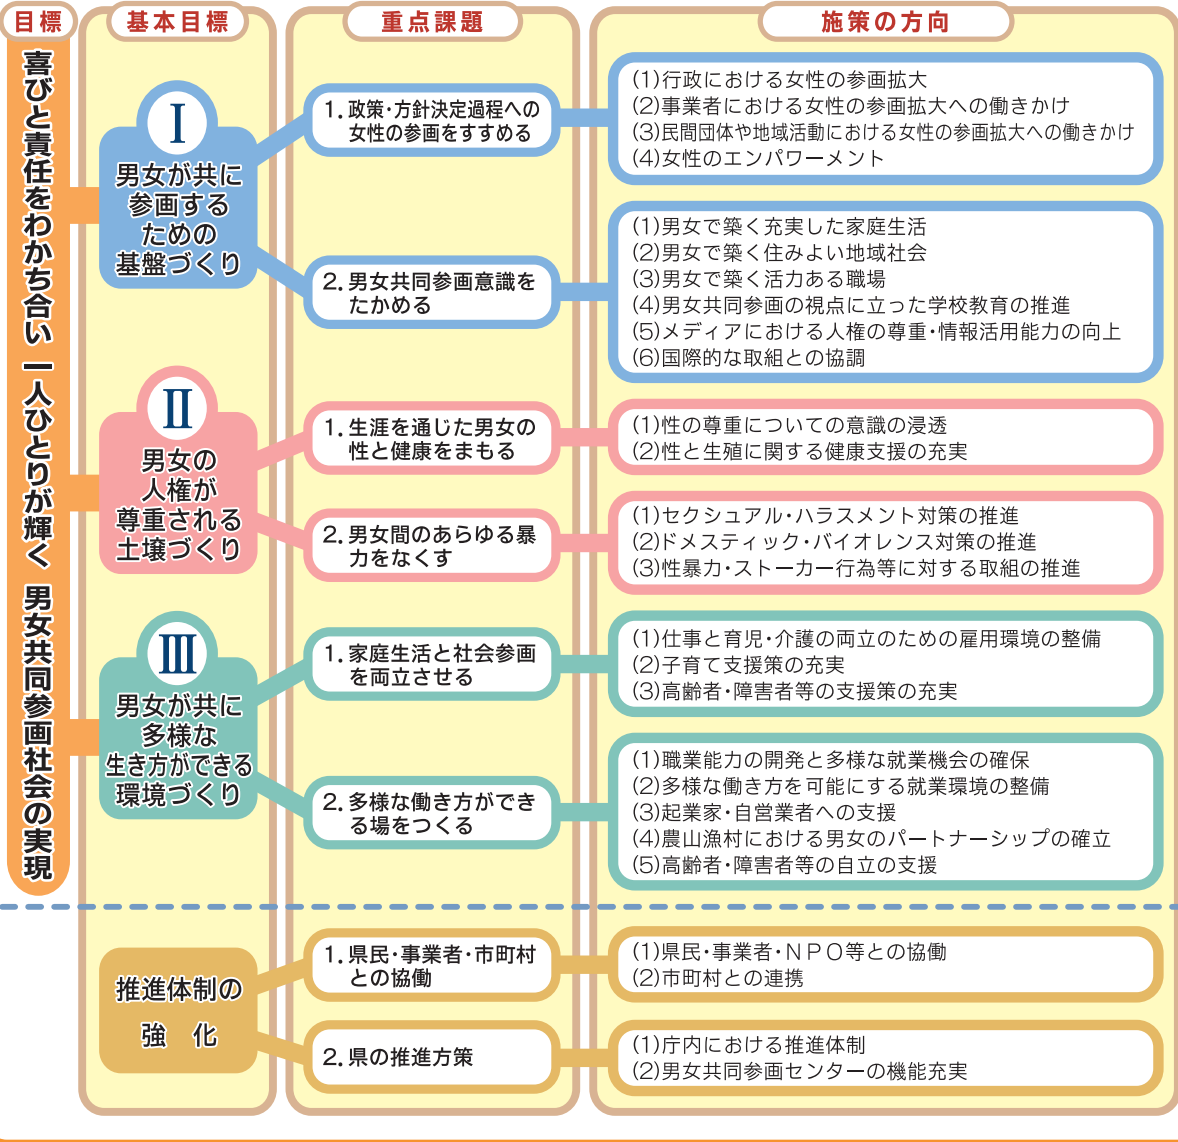 目標
基本目標
重点課題
施策の方向
喜びと責任をわかち合い 一人ひとりが輝く 男女共同参画社会の実現
Ⅰ
男女が共に
参画する
ための
基盤づくり
1. 政策・方針決定過程への
女性の参画をすすめる
(1)行政における女性の参画拡大
(2)事業者における女性の参画拡大への働きかけ
(3)民間団体や地域活動における女性の参画拡大への働きかけ
(4)女性のエンパワーメント
2. 男女共同参画意識を
たかめる
(1)男女で築く充実した家庭生活
(2)男女で築く住みよい地域社会
(3)男女で築く活力ある職場
(4)男女共同参画の視点に立った学校教育の推進
(5)メディアにおける人権の尊重・情報活用能力の向上
(6)国際的な取組との協調
Ⅱ
男女の
人権が
尊重される
土壌づくり
1. 生涯を通じた男女の
性と健康をまもる
(1)性の尊重についての意識の浸透
(2)性と生殖に関する健康支援の充実
2. 男女間のあらゆる暴
力をなくす
(1)セクシュアル・ハラスメント対策の推進
(2)ドメスティック・バイオレンス対策の推進
(3)性暴力・ストーカー行為等に対する取組の推進
Ⅲ
男女が共に
多様な
生き方ができる
環境づくり
1. 家庭生活と社会参画
を両立させる
(1)仕事と育児・介護の両立のための雇用環境の整備
(2)子育て支援策の充実
(3)高齢者・障害者等の支援策の充実
2. 多様な働き方ができ
る場をつくる
(1)職業能力の開発と多様な就業機会の確保
(2)多様な働き方を可能にする就業環境の整備
(3)起業家・自営業者への支援
(4)農山漁村における男女のパートナーシップの確立
(5)高齢者・障害者等の自立の支援
推進体制の
強 化
1. 県民・事業者・市町村
との協働
(1)県民・事業者・NPO等との協働
(2)市町村との連携
2. 県の推進方策
(1)庁内における推進体制
(2)男女共同参画センターの機能充実